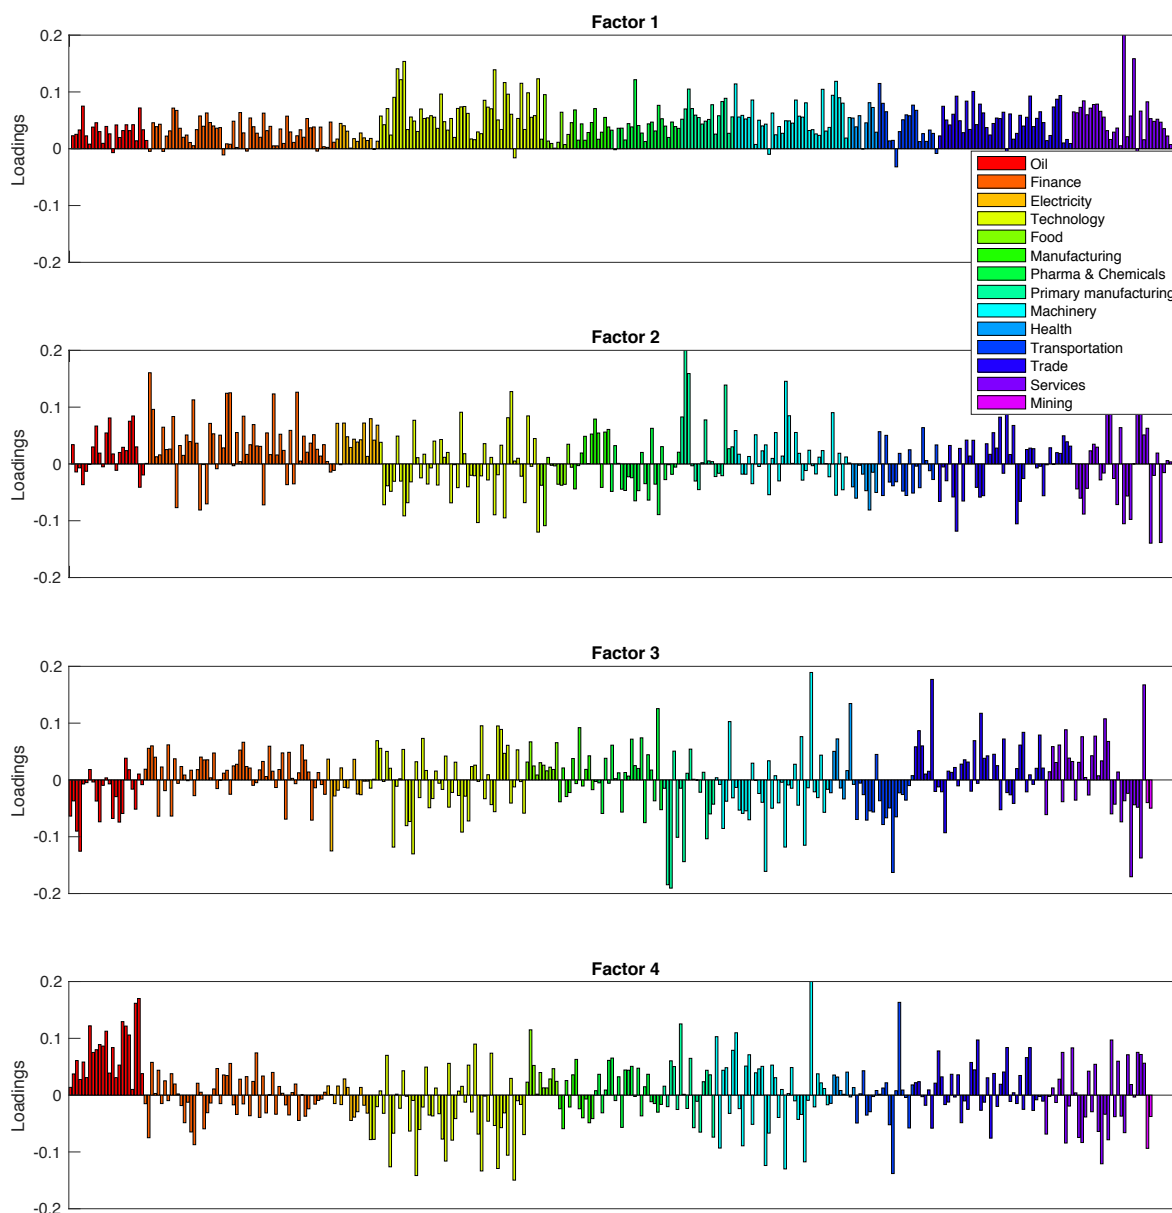 Factor 1
0.2
0.1
0
-0.1
-0.2
Loadings
Oil
Finance
Electricity
Technology
Food
Manufacturing
Pharma & Chemicals
Primary manufacturing
Machinery
Health
Transportation
Trade
Services
Mining
Factor 2
0.2
0.1
0
-0.1
-0.2
Loadings
Factor 3
0.2
0.1
0
-0.1
-0.2
Loadings
Factor 4
0.2
0.1
0
-0.1
-0.2
Loadings